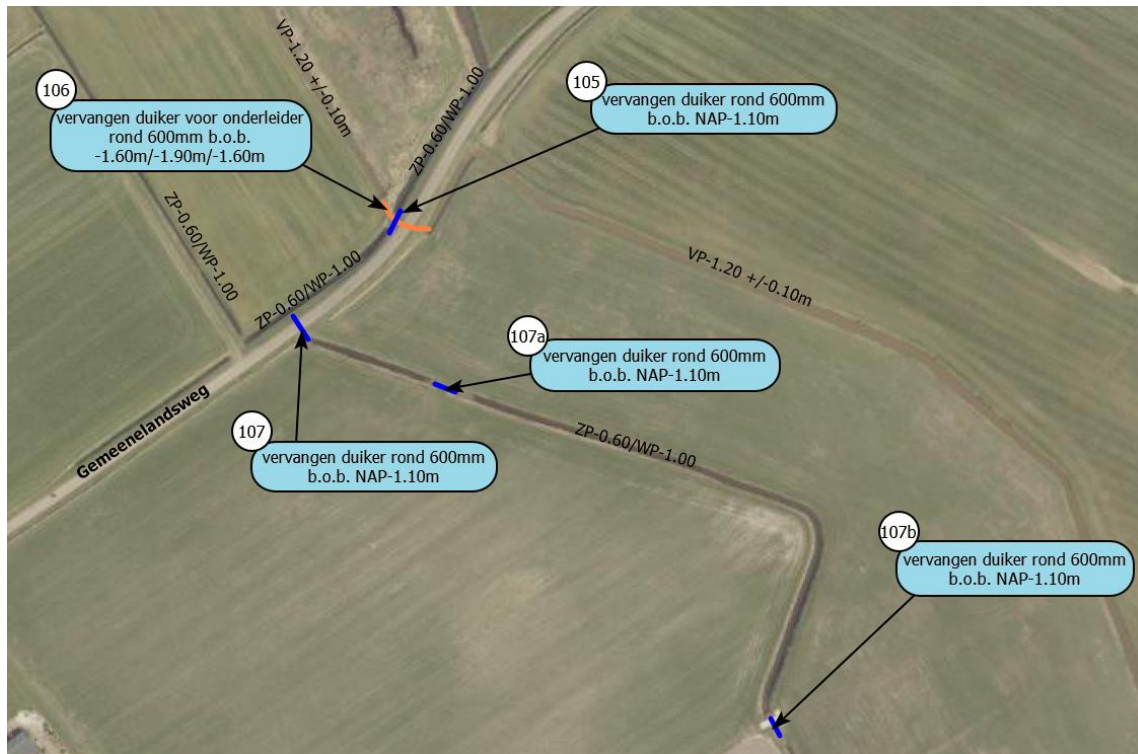 106
vervangen duiker voor onderleider
rond 600mm b.o.b.
-1.60m/-1.90m/-1.60m
VP-1.20 +/-0.10m
ZP-0.60/WP-1.00
105
vervangen duiker rond 600mm
b.o.b. NAP-1.10m
ZP-0.60/WP-1.00
ZP-0.60/WP-1.00
VP-1.20 +/-0.10m
107a
vervangen duiker rond 600mm
b.o.b. NAP-1.10m
Gemeenelandsweg
107
vervangen duiker rond 600mm
b.o.b. NAP-1.10m
ZP-0.60/WP-1.00
107b
vervangen duiker rond 600mm
b.o.b. NAP-1.10m